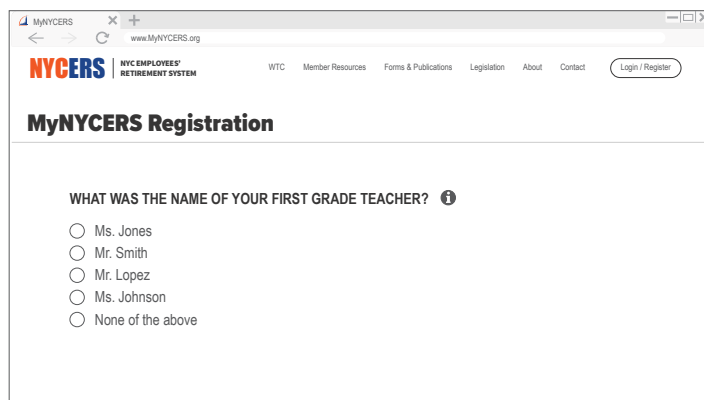 MyNYCERS
www.MyNYCERS.org
NYCERS
NYC EMPLOYEES'
RETIREMENT SYSTEM
WTC Member Resources Forms & Publications Legislation About Contact Login / Register
MyNYCERS Registration
WHAT WAS THE NAME OF YOUR FIRST GRADE TEACHER?
Ms. Jones
Mr. Smith
Mr. Lopez
Ms. Johnson
None of the above